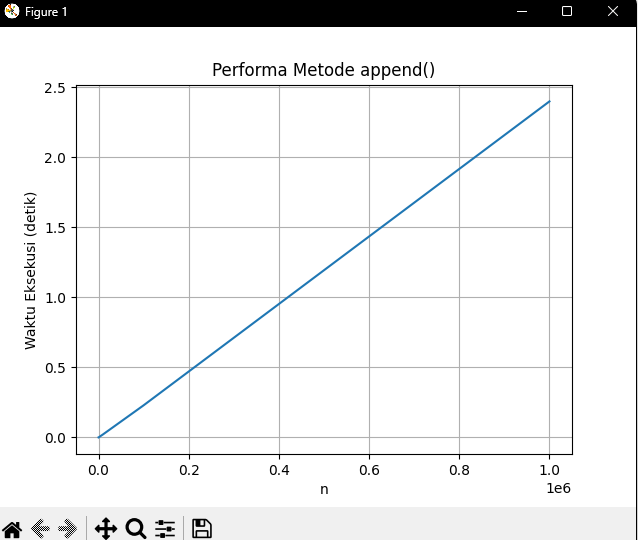 Figure 1
Performa Metode append()
2.5
2.0
1.5
1.0
0.5
0.0
Waktu Eksekusi (detik)
0.0 0.2 0.4 0.6 0.8 1.0
1e6
n